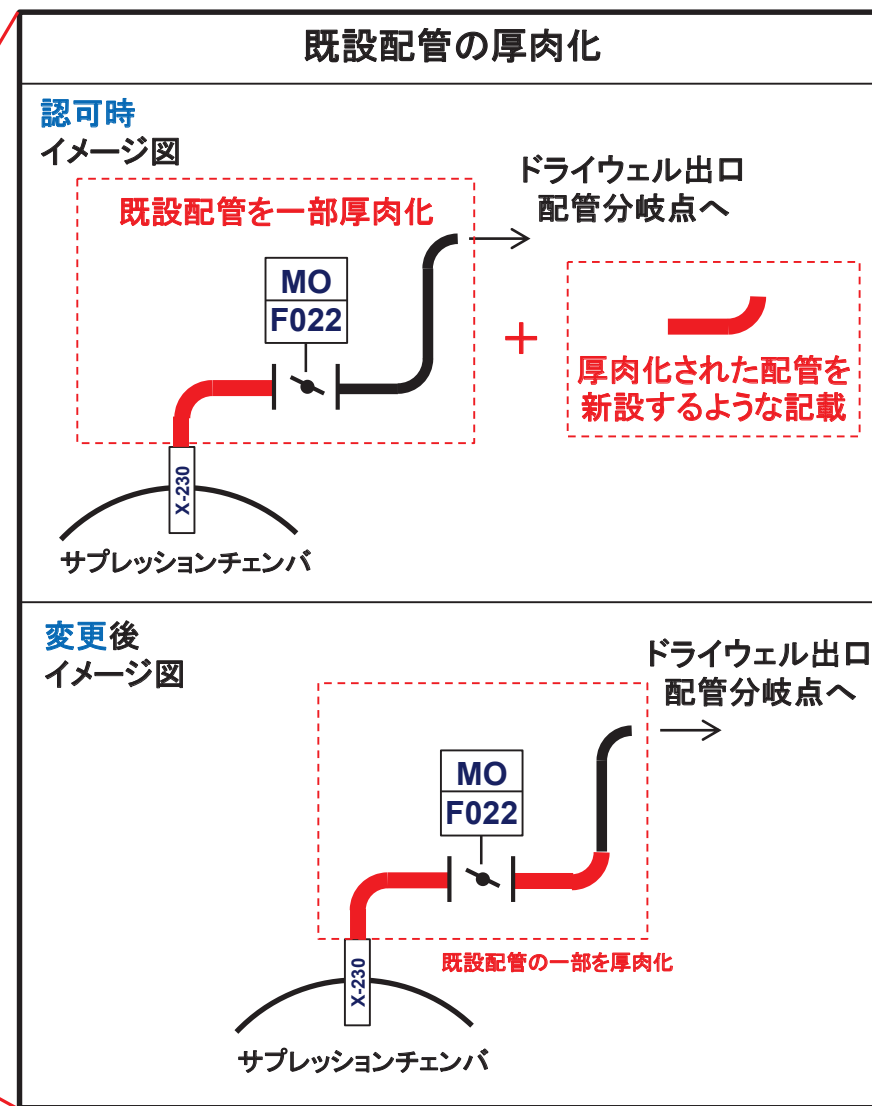 既設配管の厚肉化
認可時
イメージ図
既設配管を一部厚肉化
ドライウェル出口
配管分岐点へ
MO
F022
+
厚肉化された配管を
新設するような記載
X-230
サプレッションチェンバ
変更後
イメージ図
ドライウェル出口
配管分岐点へ
MO
F022
既設配管の一部を厚肉化
X-230
サプレッションチェンバ